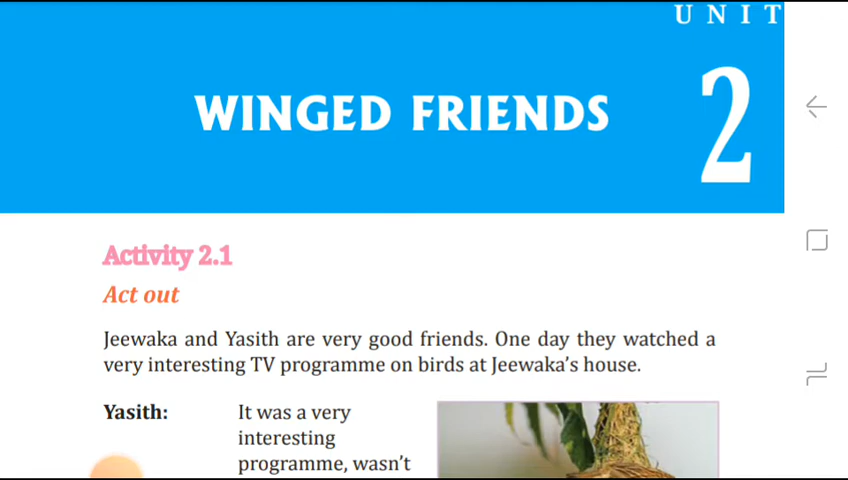 UNIT
2
WINGED FRIENDS
Activity 2.1
Act out
Jeewaka and Yasith are very good friends. One day they watched a
very interesting TV programme on birds at Jeewaka's house.
Yasith: It was a very
interesting
programme, wasn't